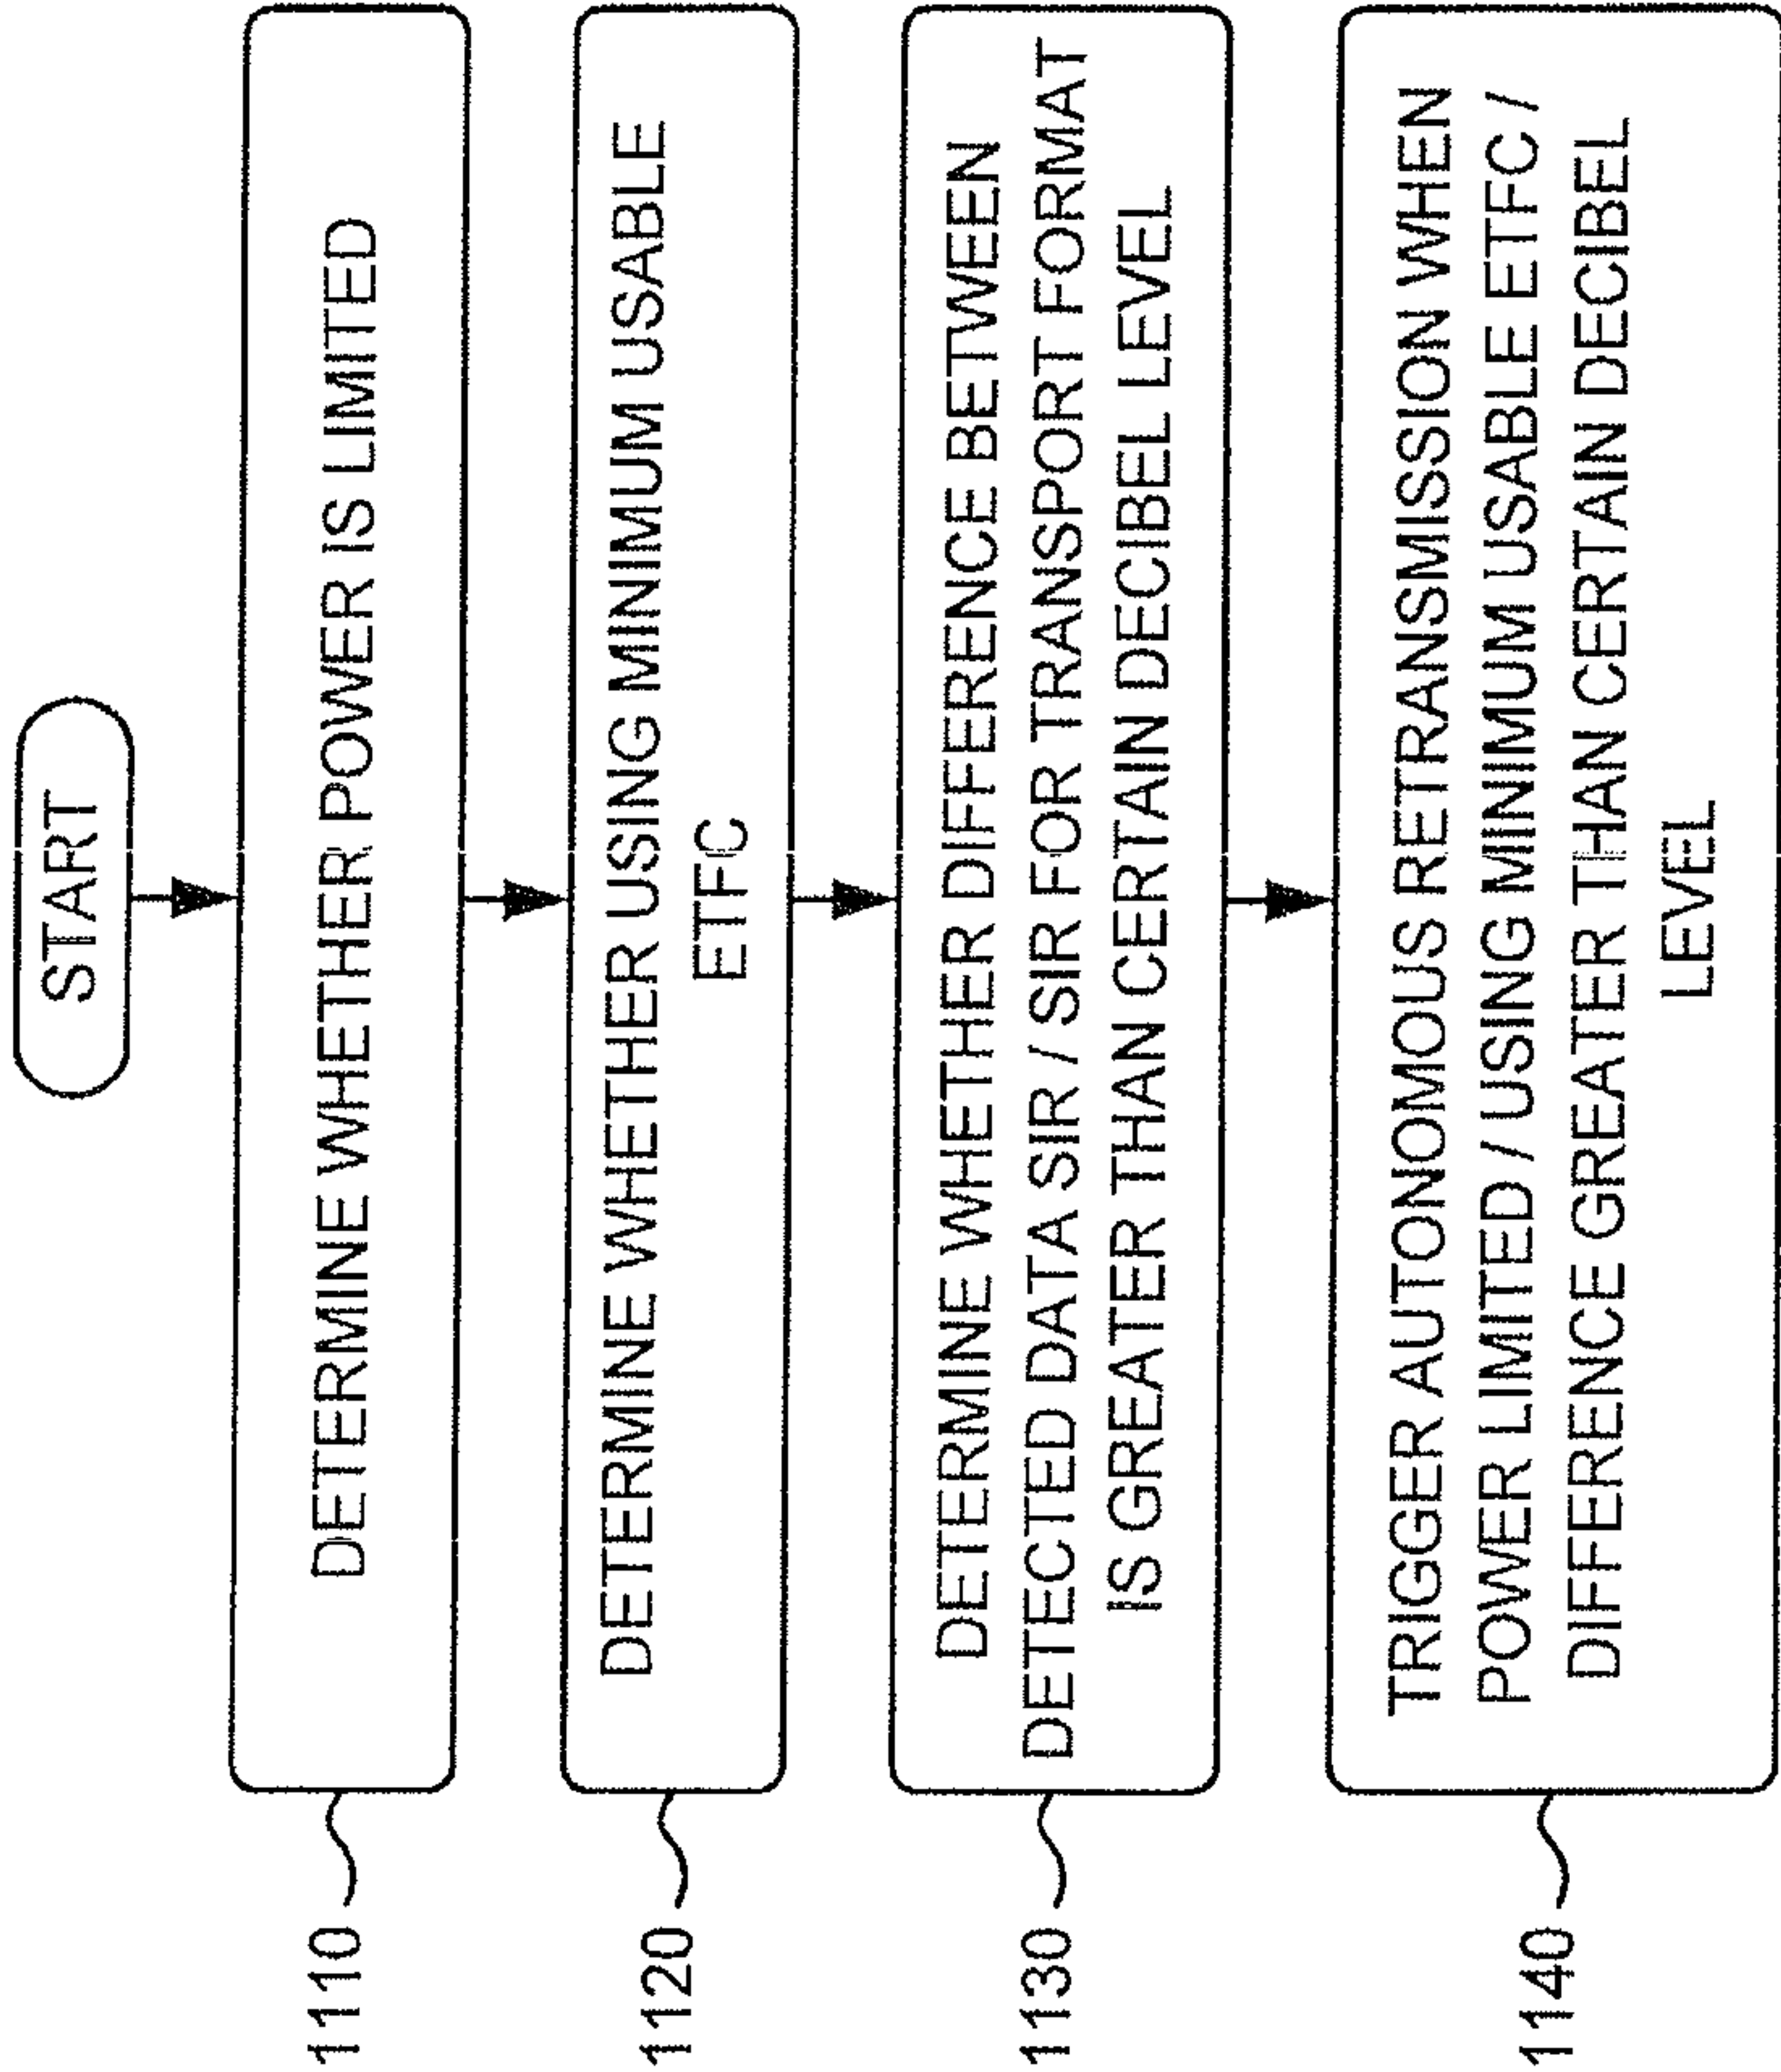 START
1110
DETERMINE WHETHER POWER IS LIMITED
1120
DETERMINE WHETHER USING MINIMUM USABLE
ETFC
1130
DETERMINE WHETHER DIFFERENCE BETWEEN
DETECTED DATA SIR / SIR FOR TRANSPORT FORMAT
IS GREATER THAN CERTAIN DECIBEL LEVEL
1140
TRIGGER AUTONOMOUS RETRANSMISSION WHEN
POWER LIMITED / USING MINIMUM USABLE ETFC /
DIFFERENCE GREATER THAN CERTAIN DECIBEL
LEVEL